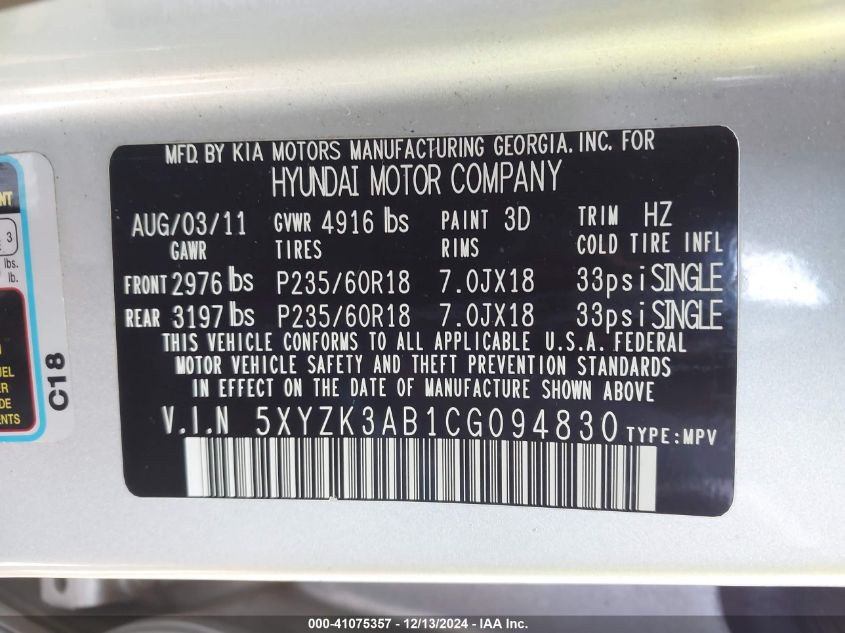 MFD. BY KIA MOTORS MANUFACTURING GEORGIA. INC. FOR
HYUNDAI MOTOR COMPANY
AUG/03/11 GVWR 4916 lbs PAINT 3D TRIM HZ
GAWR TIRES RIMS COLD TIRE INFL
FRONT 2976 lbs P235/60R18 7.0JX18 33psi SINGLE
REAR 3197 lbs P235/60R18 7.0JX18 33psi SINGLE
THIS VEHICLE CONFORMS TO ALL APPLICABLE U.S.A. FEDERAL
MOTOR VEHICLE SAFETY AND THEFT PREVENTION STANDARDS
IN EFFECT ON THE DATE OF MANUFACTURE SHOWN ABOVE
V.I.N 5XYZK3AB1CG094830 TYPE:MPV
3
lbs.
lb.
C18
000-41075357 - 12/13/2024 - IAA Inc.